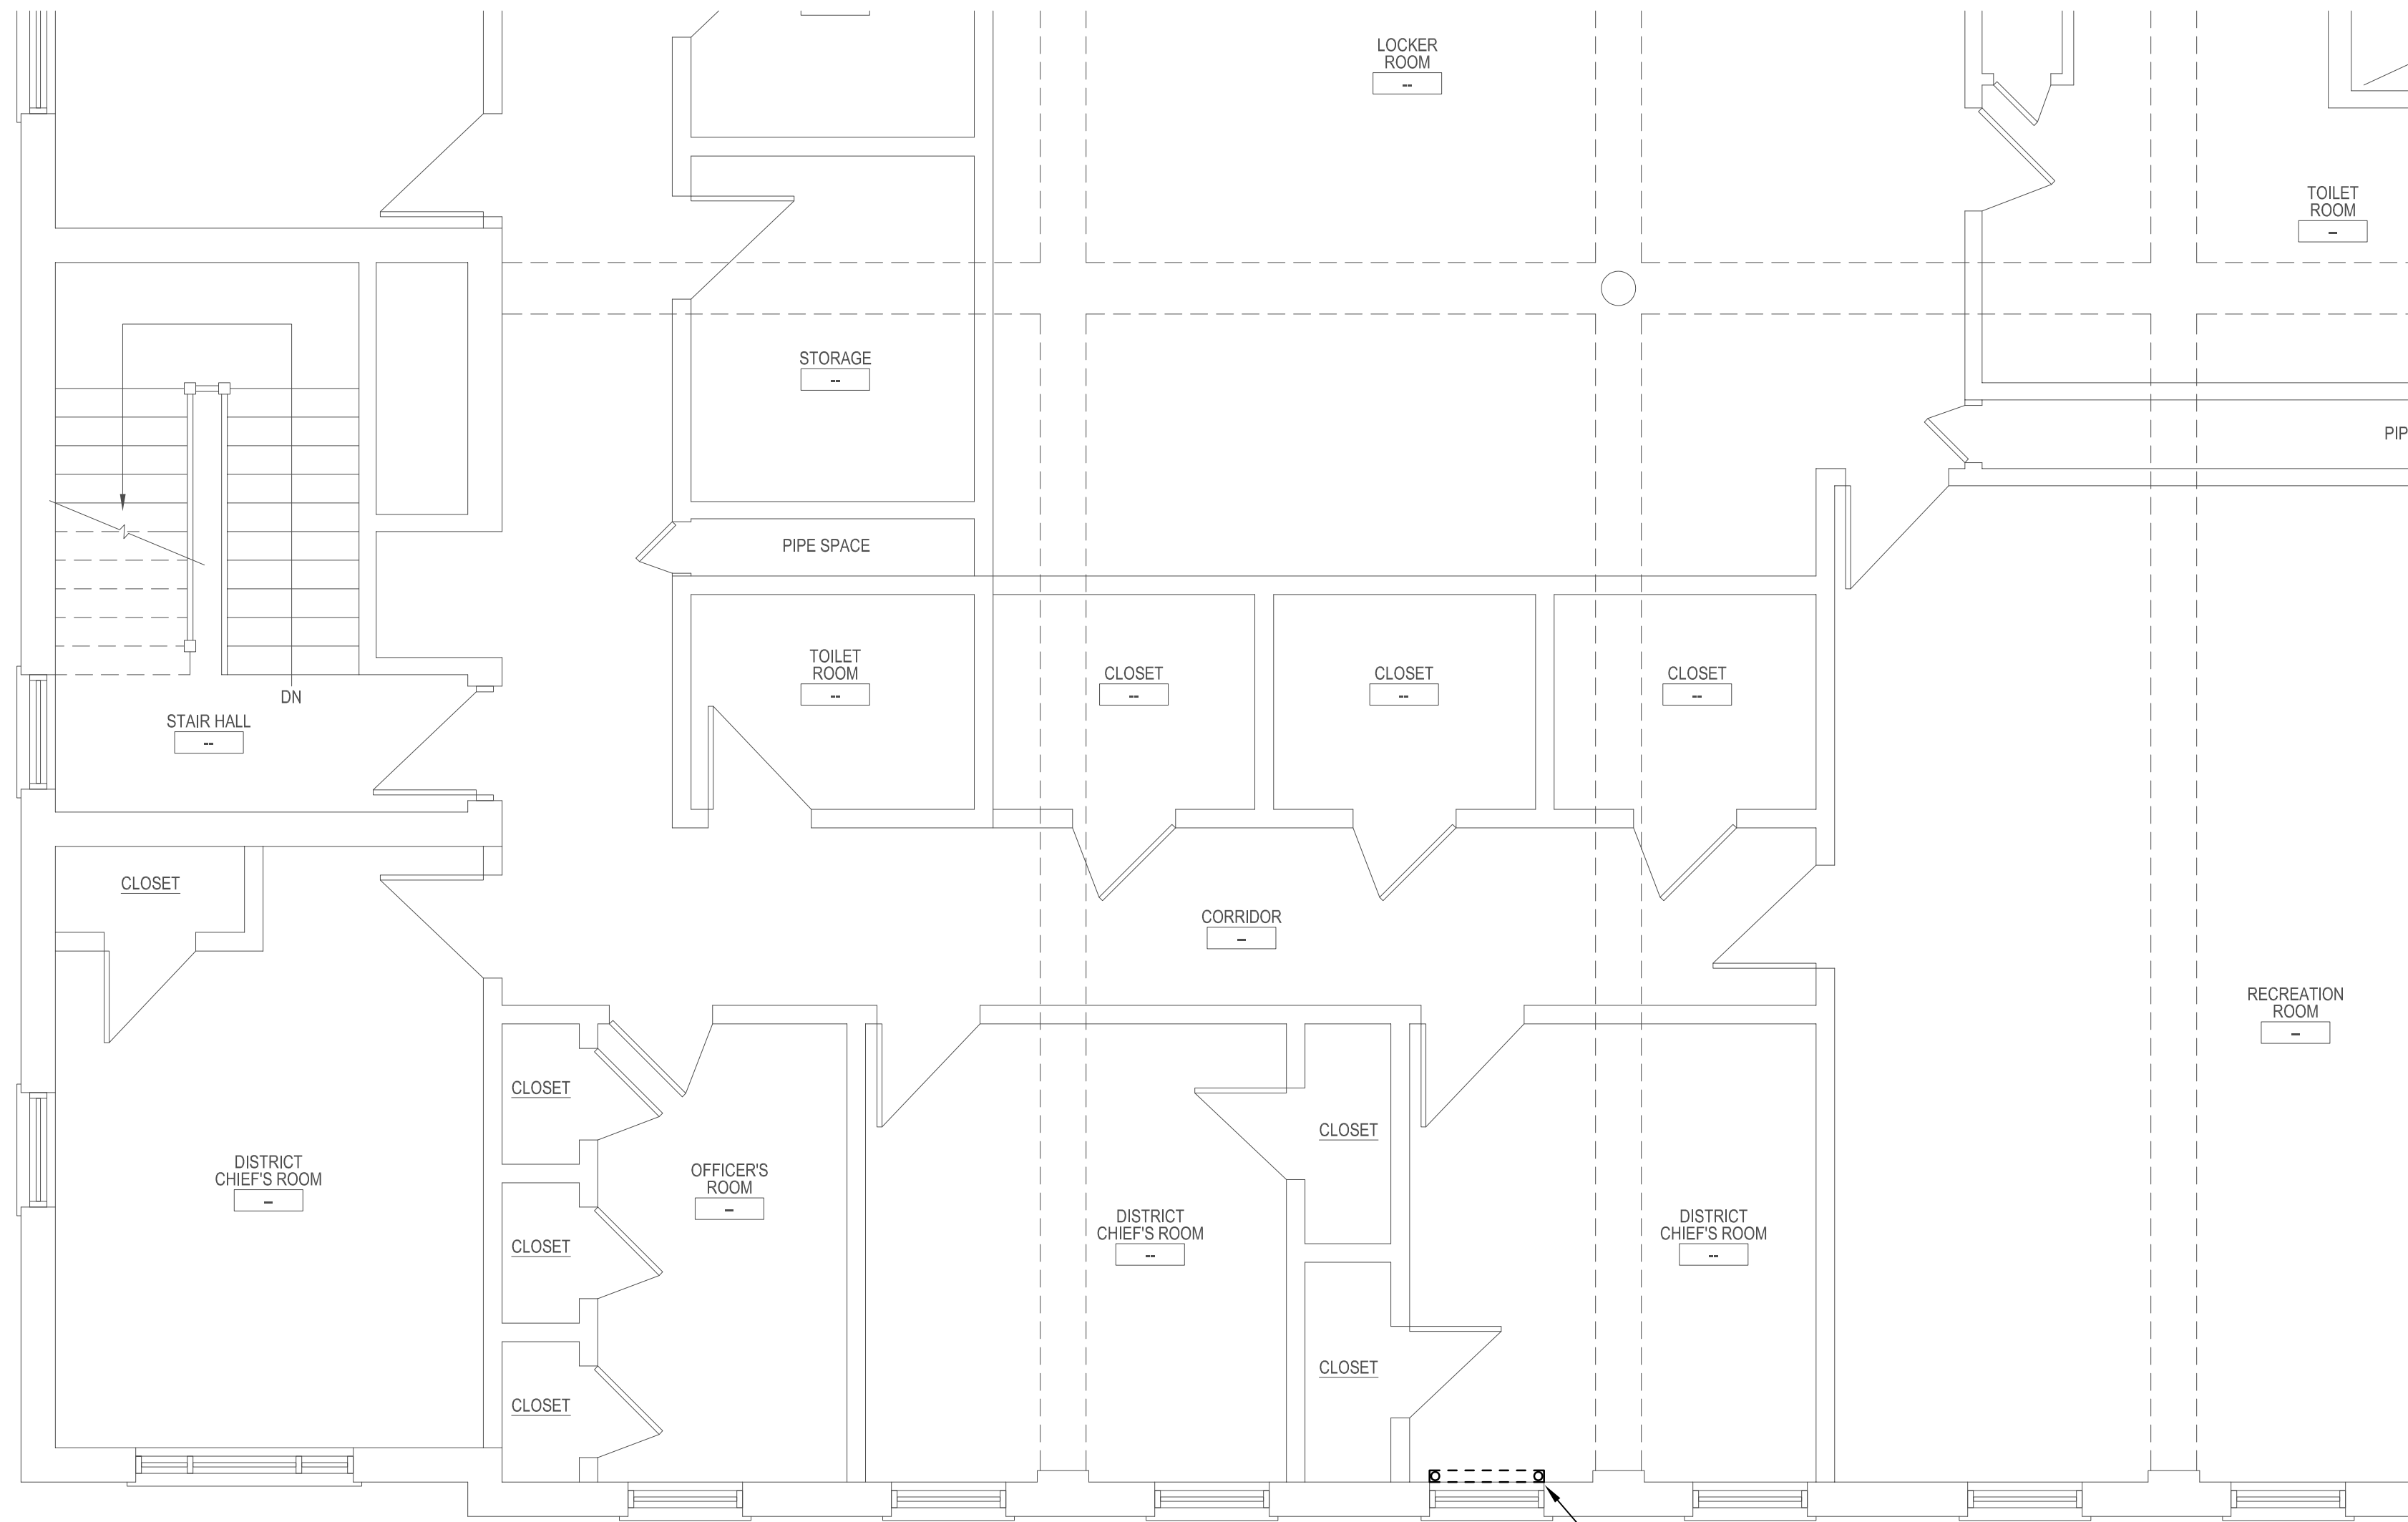 LOCKER
ROOM
--
TOILET
ROOM
–
STORAGE
--
PIP
PIPE SPACE
TOILET
ROOM
--
CLOSET
--
CLOSET
--
CLOSET
--
DN
STAIR HALL
--
CLOSET
CORRIDOR
–
RECREATION
ROOM
–
CLOSET
CLOSET
DISTRICT
CHIEF'S ROOM
–
OFFICER'S
ROOM
–
DISTRICT
CHIEF'S ROOM
--
DISTRICT
CHIEF'S ROOM
--
CLOSET
CLOSET
CLOSET